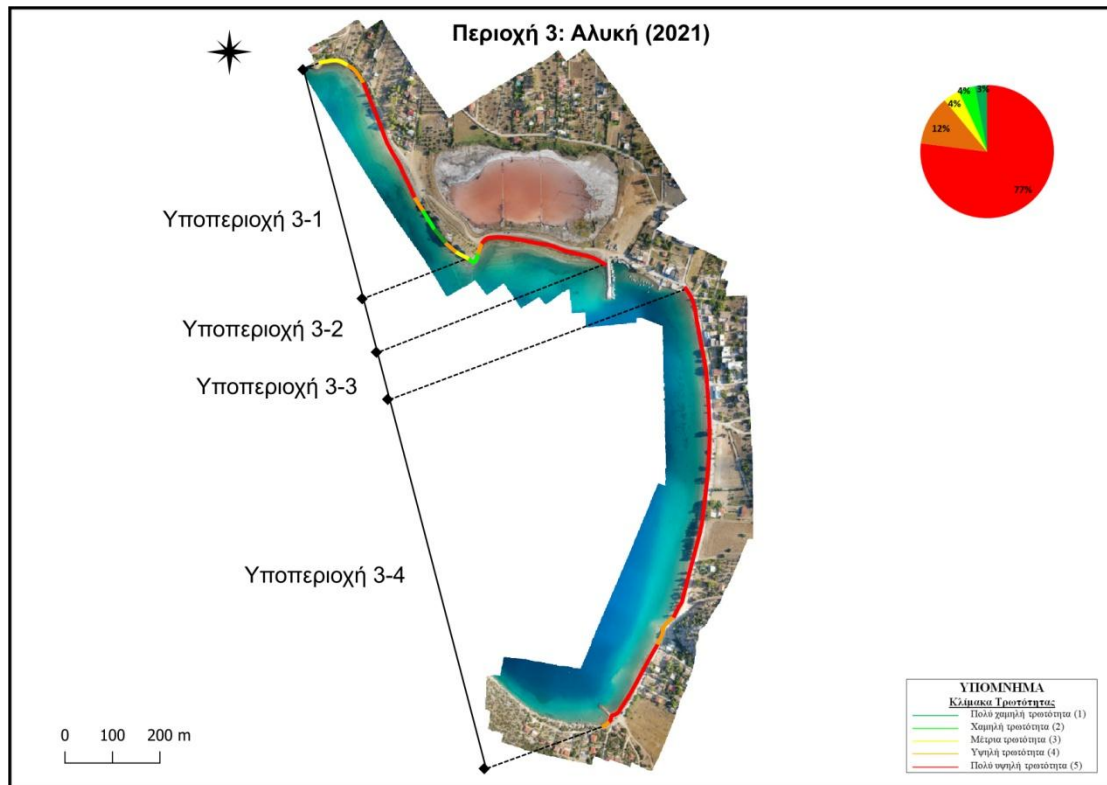 Περιοχή 3: Αλυκή (2021)
4%
3%
4%
12%
77%
Υποπεριοχή 3-1
Υποπεριοχή 3-2
Υποπεριοχή 3-3
Υποπεριοχή 3-4
0 100 200 m
ΥΠΟΜΝΗΜΑ
Κλίμακα Τρωτότητας
Πολύ χαμηλή τρωτότητα (1)
Χαμηλή τρωτότητα (2)
Μέτρια τρωτότητα (3)
Υψηλή τρωτότητα (4)
Πολύ υψηλή τρωτότητα (5)